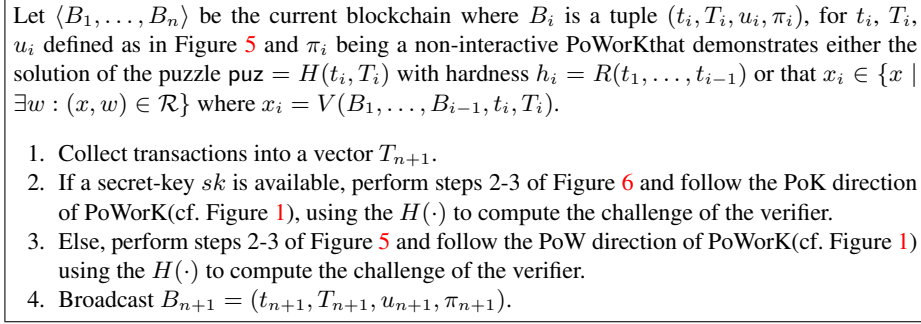 Let ⟨B₁, . . . , Bₙ⟩ be the current blockchain where Bᵢ is a tuple (tᵢ, Tᵢ, uᵢ, πᵢ), for tᵢ, Tᵢ,
uᵢ defined as in Figure 5 and πᵢ being a non-interactive PoWorKthat demonstrates either the
solution of the puzzle puz = H(tᵢ, Tᵢ) with hardness hᵢ = R(t₁, . . . , tᵢ₋₁) or that xᵢ ∈ {x |
∃w : (x, w) ∈ ℛ} where xᵢ = V(B₁, . . . , Bᵢ₋₁, tᵢ, Tᵢ).
1. Collect transactions into a vector Tₙ₊₁.
2. If a secret-key sk is available, perform steps 2-3 of Figure 6 and follow the PoK direction
of PoWorK(cf. Figure 1), using the H(·) to compute the challenge of the verifier.
3. Else, perform steps 2-3 of Figure 5 and follow the PoW direction of PoWorK(cf. Figure 1)
using the H(·) to compute the challenge of the verifier.
4. Broadcast Bₙ₊₁ = (tₙ₊₁, Tₙ₊₁, uₙ₊₁, πₙ₊₁).